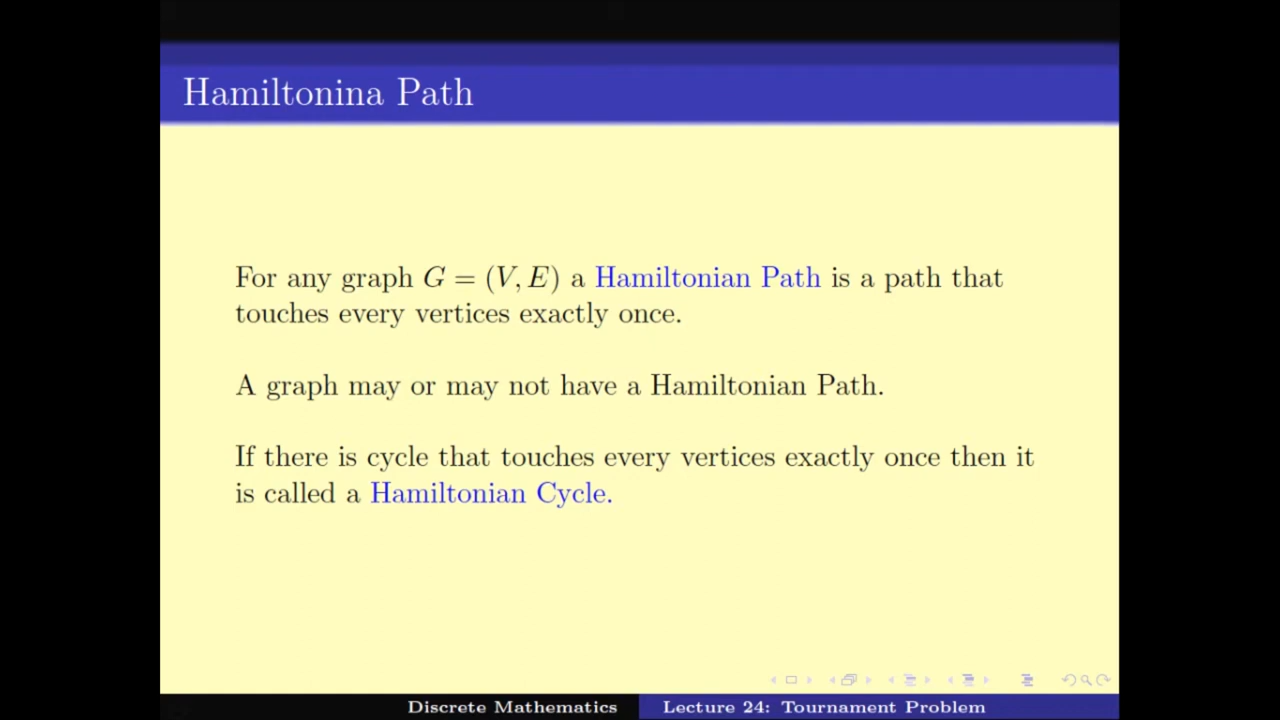 Hamiltonina Path
For any graph G = (V, E) a Hamiltonian Path is a path that
touches every vertices exactly once.
A graph may or may not have a Hamiltonian Path.
If there is cycle that touches every vertices exactly once then it
is called a Hamiltonian Cycle.
Discrete Mathematics Lecture 24: Tournament Problem